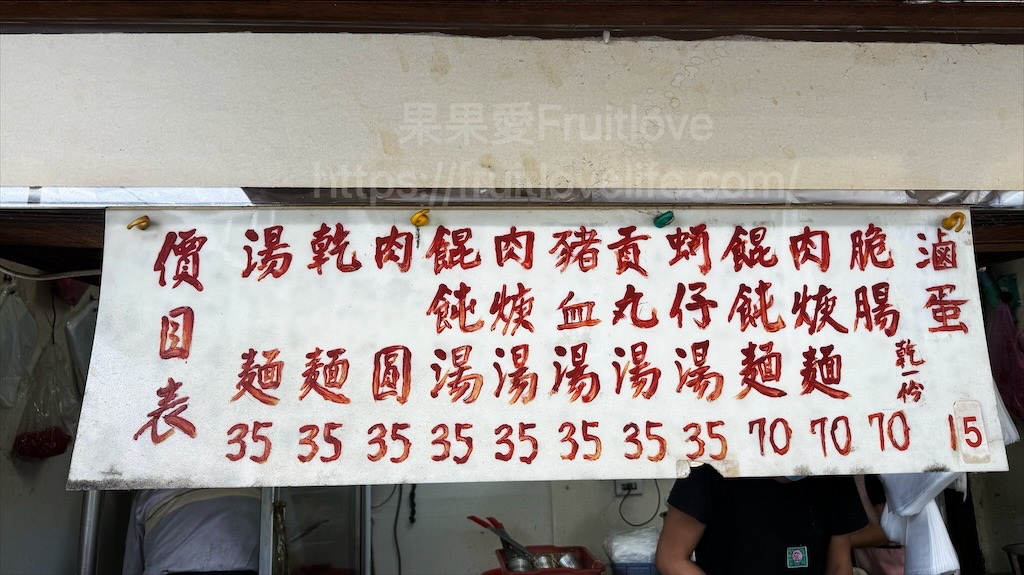 果果愛Fruitlove
https://fruitlovelife.com/
價目表
湯麵 35
乾麵 35
肉圓 35
餛飩湯 35
肉焿湯 35
豬血湯 35
貢丸湯 35
蚵仔湯 35
餛飩麵 70
肉焿麵 70
脆腸 乾一份 70
滷蛋 15